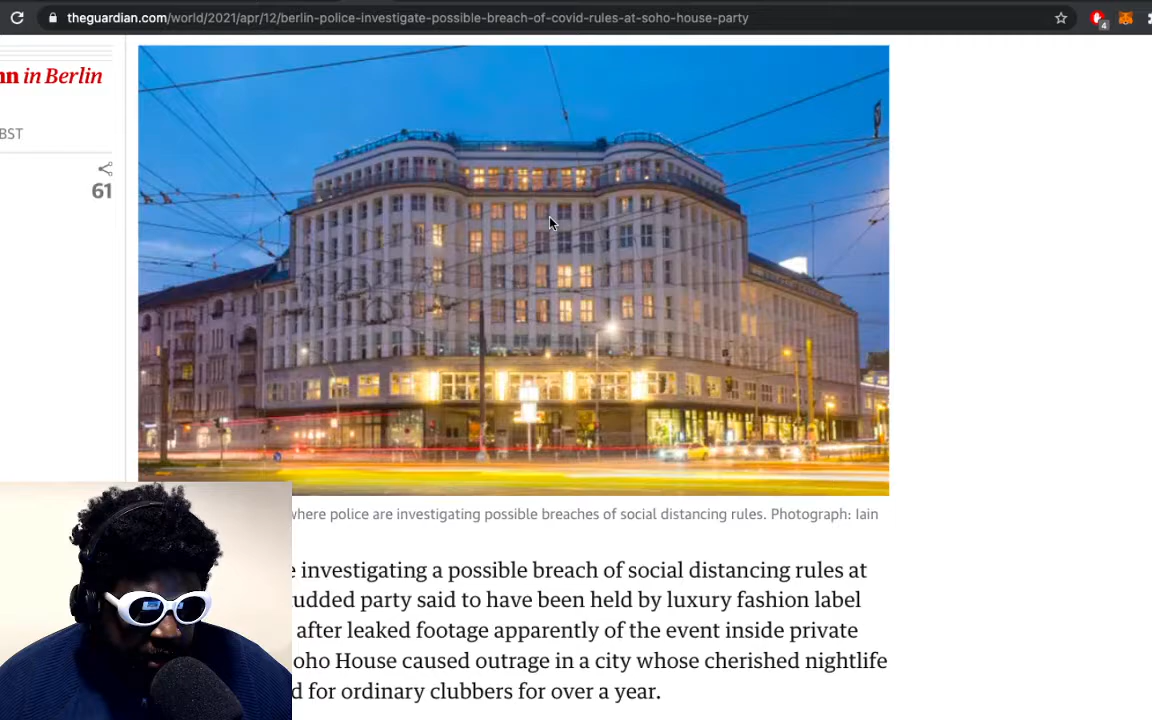 theguardian.com/world/2021/apr/12/berlin-police-investigate-possible-breach-of-covid-rules-at-soho-house-party
4
nn in Berlin
BST
61
where police are investigating possible breaches of social distancing rules. Photograph: Iain
e investigating a possible breach of social distancing rules at
udded party said to have been held by luxury fashion label
after leaked footage apparently of the event inside private
oho House caused outrage in a city whose cherished nightlife
d for ordinary clubbers for over a year.